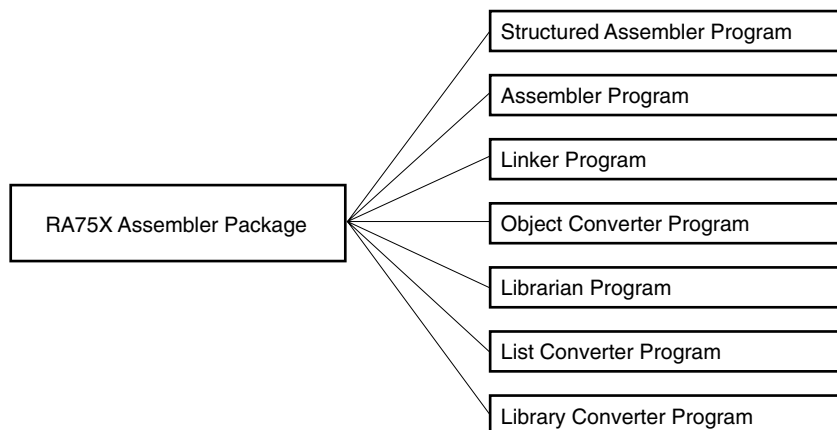 Structured Assembler Program
Assembler Program
Linker Program
RA75X Assembler Package
Object Converter Program
Librarian Program
List Converter Program
Library Converter Program